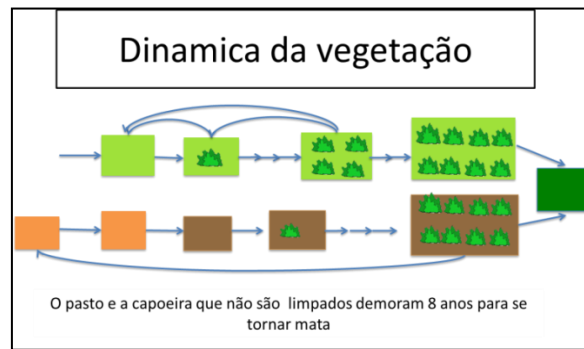 Dinamica da vegetação
O pasto e a capoeira que não são limpados demoram 8 anos para se
tornar mata